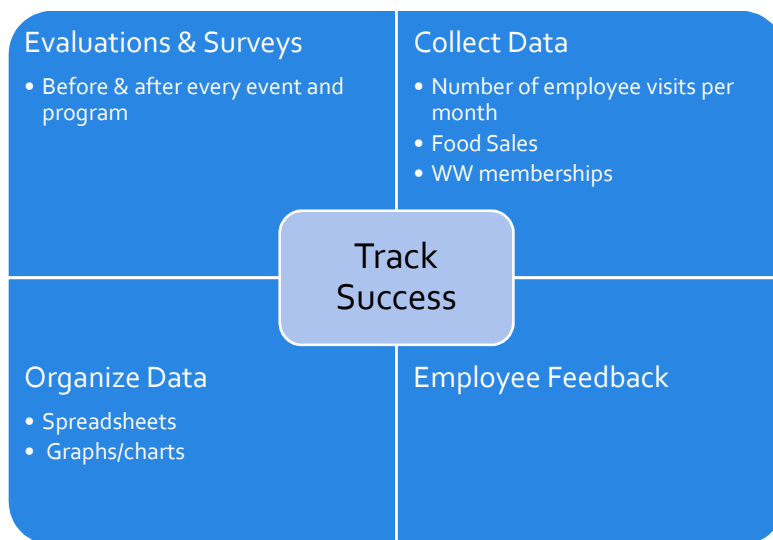 Evaluations & Surveys
• Before & after every event and
program
Collect Data
• Number of employee visits per
month
• Food Sales
• WW memberships
Track
Success
Organize Data
• Spreadsheets
• Graphs/charts
Employee Feedback